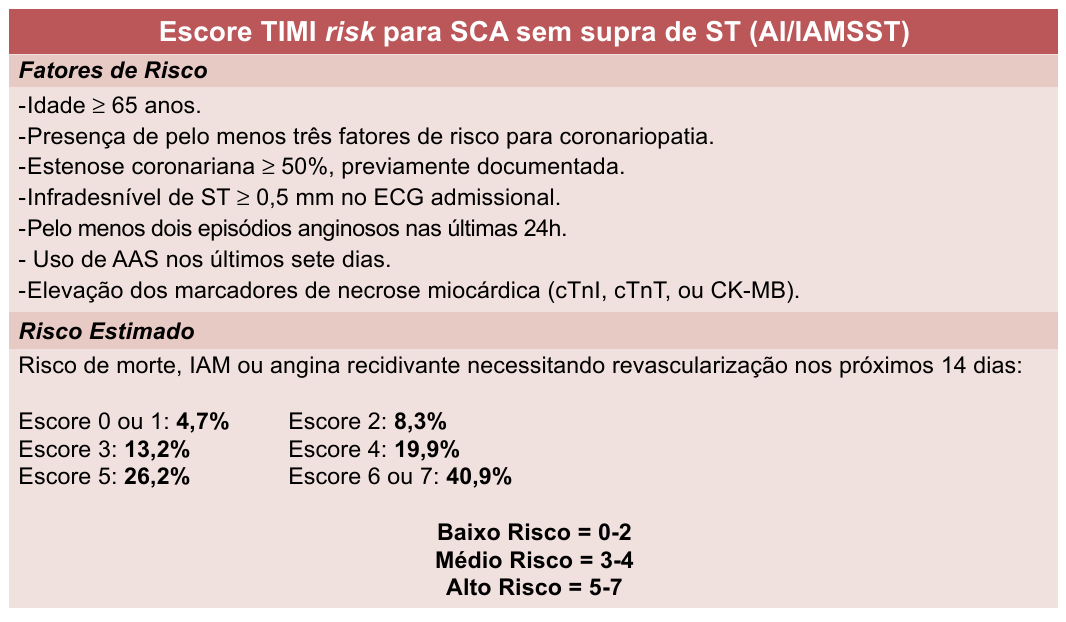 Escore TIMI risk para SCA sem supra de ST (AI/IAMSST)
Fatores de Risco
-Idade ≥ 65 anos.
-Presença de pelo menos três fatores de risco para coronariopatia.
-Estenose coronariana ≥ 50%, previamente documentada.
-Infradesnível de ST ≥ 0,5 mm no ECG admissional.
-Pelo menos dois episódios anginosos nas últimas 24h.
- Uso de AAS nos últimos sete dias.
-Elevação dos marcadores de necrose miocárdica (cTnI, cTnT, ou CK-MB).
Risco Estimado
Risco de morte, IAM ou angina recidivante necessitando revascularização nos próximos 14 dias:
Escore 0 ou 1: 4,7% Escore 2: 8,3%
Escore 3: 13,2% Escore 4: 19,9%
Escore 5: 26,2% Escore 6 ou 7: 40,9%
Baixo Risco = 0-2
Médio Risco = 3-4
Alto Risco = 5-7